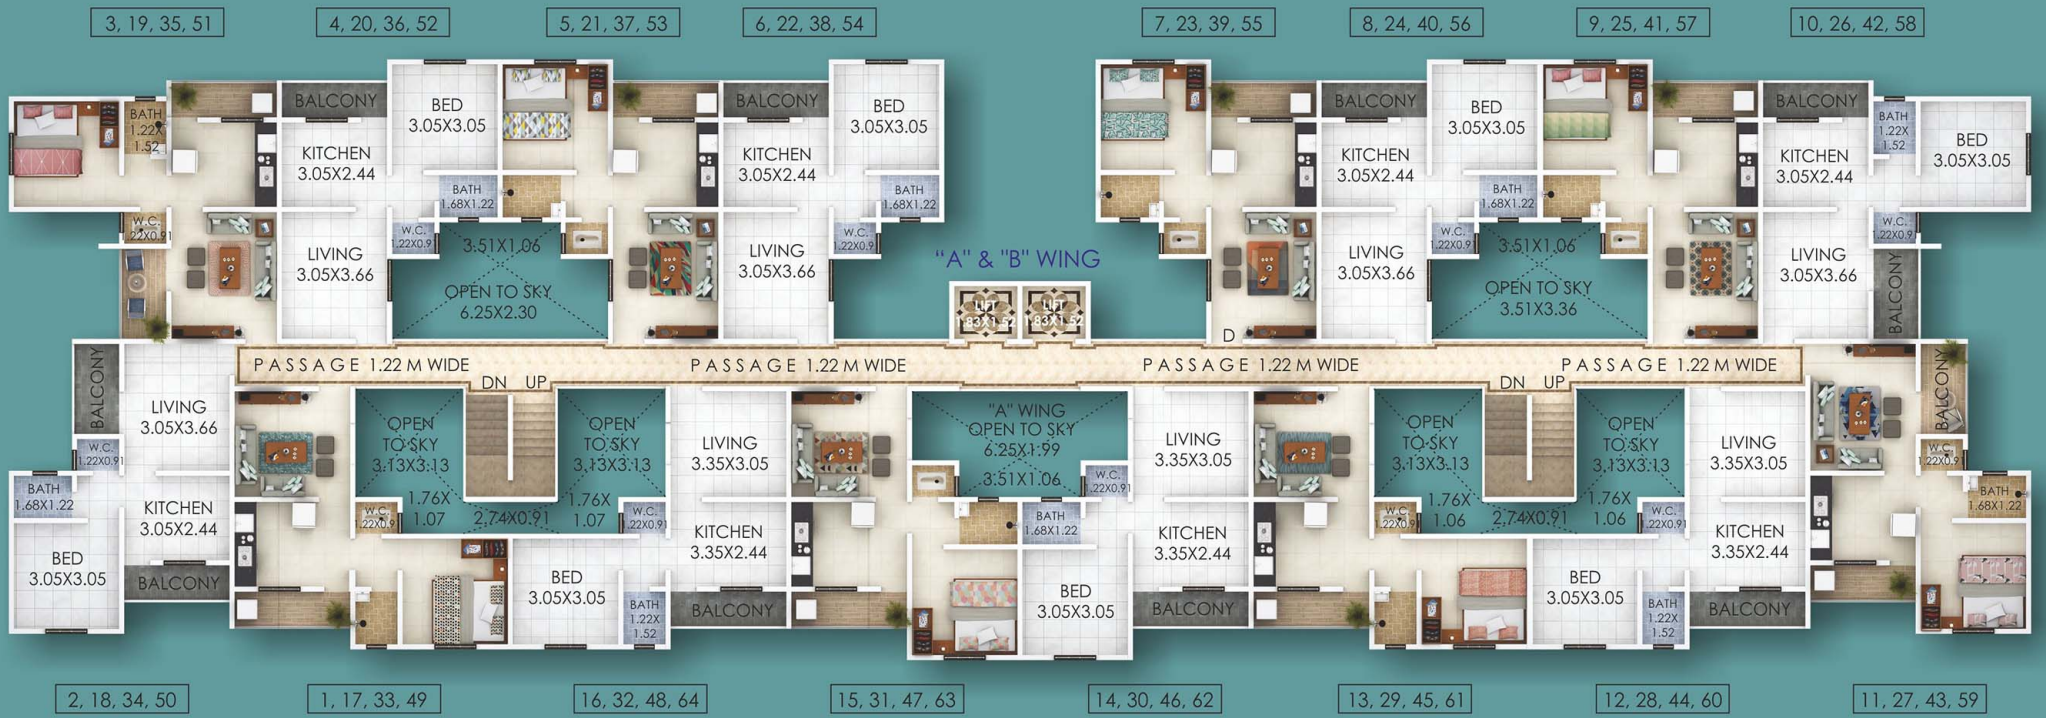 3, 19, 35, 51
4, 20, 36, 52
5, 21, 37, 53
6, 22, 38, 54
7, 23, 39, 55
8, 24, 40, 56
9, 25, 41, 57
10, 26, 42, 58
BATH
1.22X
1.52
W.C.
BALCONY
BED
3.05X3.05
KITCHEN
3.05X2.44
BATH
1.68X1.22
W.C.
LIVING
3.05X3.66
3.51X1.06
OPEN TO SKY
6.25X2.30
BALCONY
BED
3.05X3.05
KITCHEN
3.05X2.44
BATH
1.68X1.22
W.C.
LIVING
3.05X3.66
"A" & "B" WING
LIFT
LIFT
BALCONY
BED
3.05X3.05
KITCHEN
3.05X2.44
BATH
1.68X1.22
W.C.
LIVING
3.05X3.66
D
3.51X1.06
OPEN TO SKY
3.51X3.36
BALCONY
BATH
1.22X
1.52
BED
3.05X3.05
KITCHEN
3.05X2.44
W.C.
1.22X0.91
LIVING
3.05X3.66
BALCONY
PASSAGE 1.22 M WIDE
PASSAGE 1.22 M WIDE
PASSAGE 1.22 M WIDE
PASSAGE 1.22 M WIDE
DN UP
DN UP
BALCONY
LIVING
3.05X3.66
W.C.
1.22X0.91
BATH
1.68X1.22
KITCHEN
3.05X2.44
BED
3.05X3.05
BALCONY
OPEN
TO SKY
3.13X3.13
1.76X
1.07
W.C.
2.74X0.91
OPEN
TO SKY
3.13X3.13
1.76X
1.07
W.C.
1.22X0.91
LIVING
3.35X3.05
KITCHEN
3.35X2.44
BED
3.05X3.05
BATH
1.22X
1.52
BALCONY
"A" WING
OPEN TO SKY
6.25X1.99
3.51X1.06
W.C.
1.22X0.91
BATH
1.68X1.22
LIVING
3.35X3.05
KITCHEN
3.35X2.44
BED
3.05X3.05
BALCONY
OPEN
TO SKY
3.13X3.13
1.76X
1.06
W.C.
2.74X0.91
OPEN
TO SKY
3.13X3.13
1.76X
1.06
W.C.
1.22X0.91
LIVING
3.35X3.05
KITCHEN
3.35X2.44
BED
3.05X3.05
BATH
1.22X
1.52
BALCONY
BALCONY
W.C.
1.22X0.91
BATH
1.68X1.22
2, 18, 34, 50
1, 17, 33, 49
16, 32, 48, 64
15, 31, 47, 63
14, 30, 46, 62
13, 29, 45, 61
12, 28, 44, 60
11, 27, 43, 59